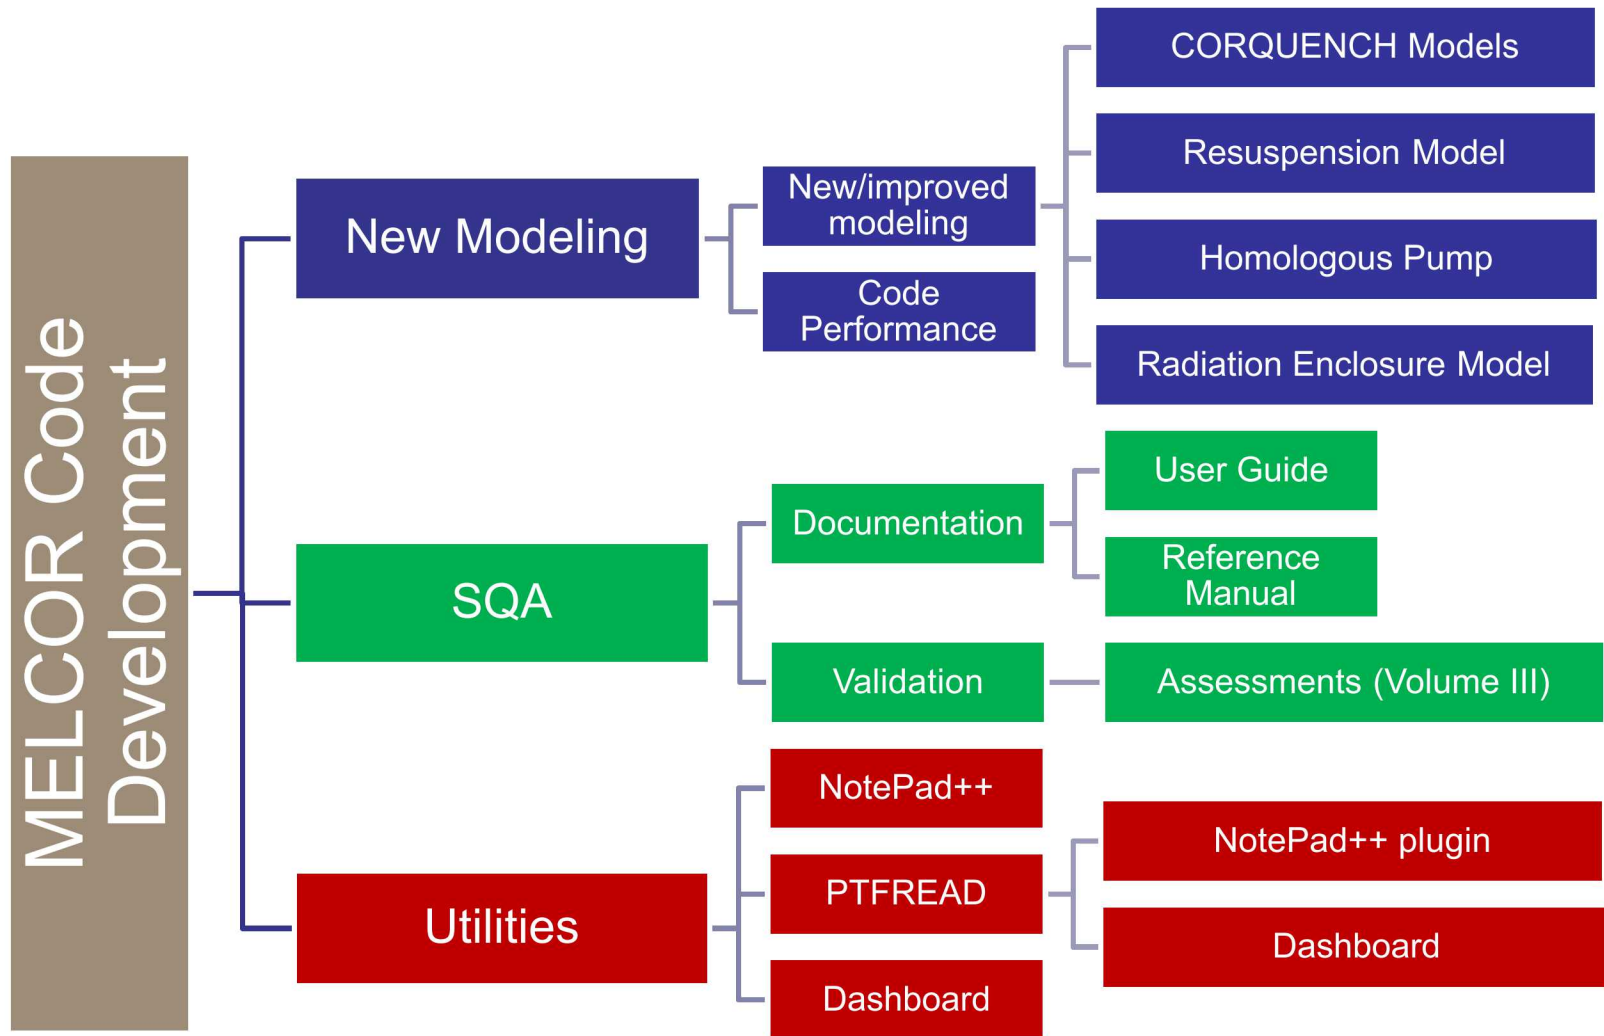 MELCOR Code
Development
New Modeling
New/improved
modeling
Code
Performance
CORQUENCH Models
Resuspension Model
Homologous Pump
Radiation Enclosure Model
SQA
Documentation
User Guide
Reference
Manual
Validation
Assessments (Volume III)
Utilities
NotePad++
PTFREAD
NotePad++ plugin
Dashboard
Dashboard